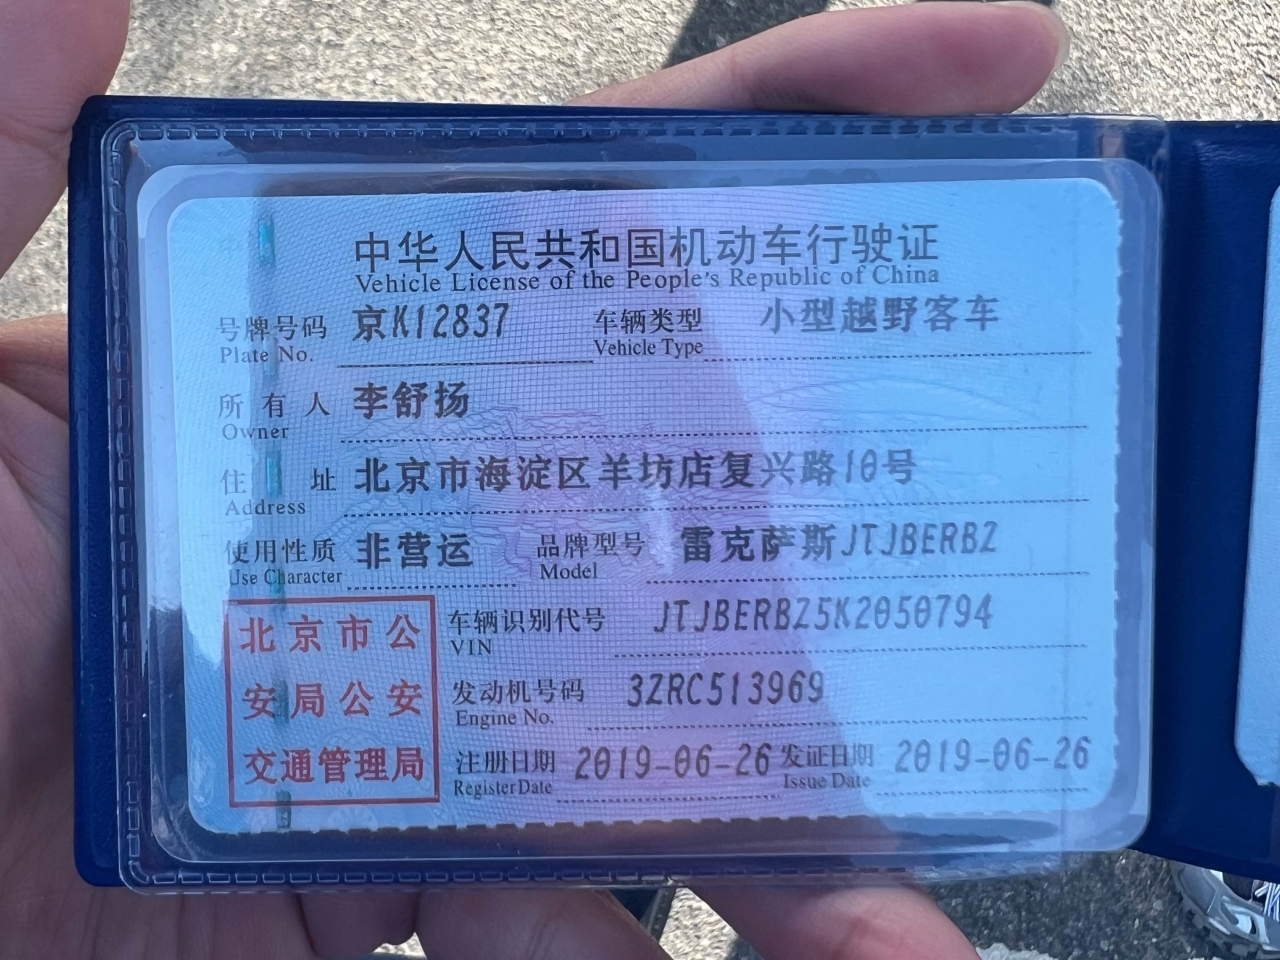 中华人民共和国机动车行驶证
Vehicle License of the People's Republic of China
号牌号码 京K12837 车辆类型 小型越野客车
Plate No. Vehicle Type
所有人 李舒扬
Owner
住址 北京市海淀区羊坊店复兴路10号
Address
使用性质 非营运 品牌型号 雷克萨斯JTJBERBZ
Use Character Model
北京市公
安局公安
交通管理局
车辆识别代号 JTJBERBZ5K2050794
VIN
发动机号码 3ZRC513969
Engine No.
注册日期 2019-06-26 发证日期 2019-06-26
Register Date Issue Date